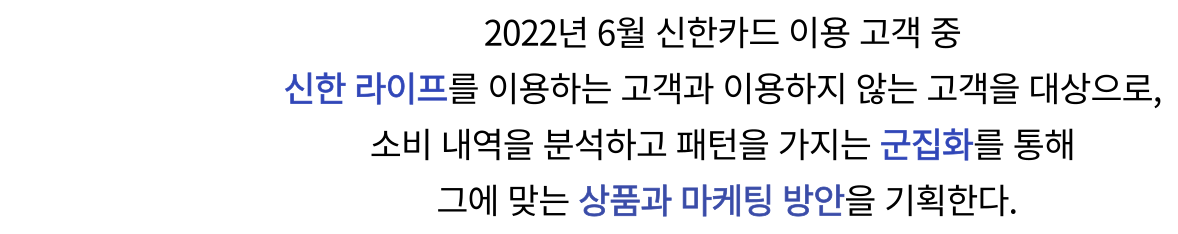 2022년 6월 신한카드 이용 고객 중
신한 라이프를 이용하는 고객과 이용하지 않는 고객을 대상으로,
소비 내역을 분석하고 패턴을 가지는 군집화를 통해
그에 맞는 상품과 마케팅 방안을 기획한다.